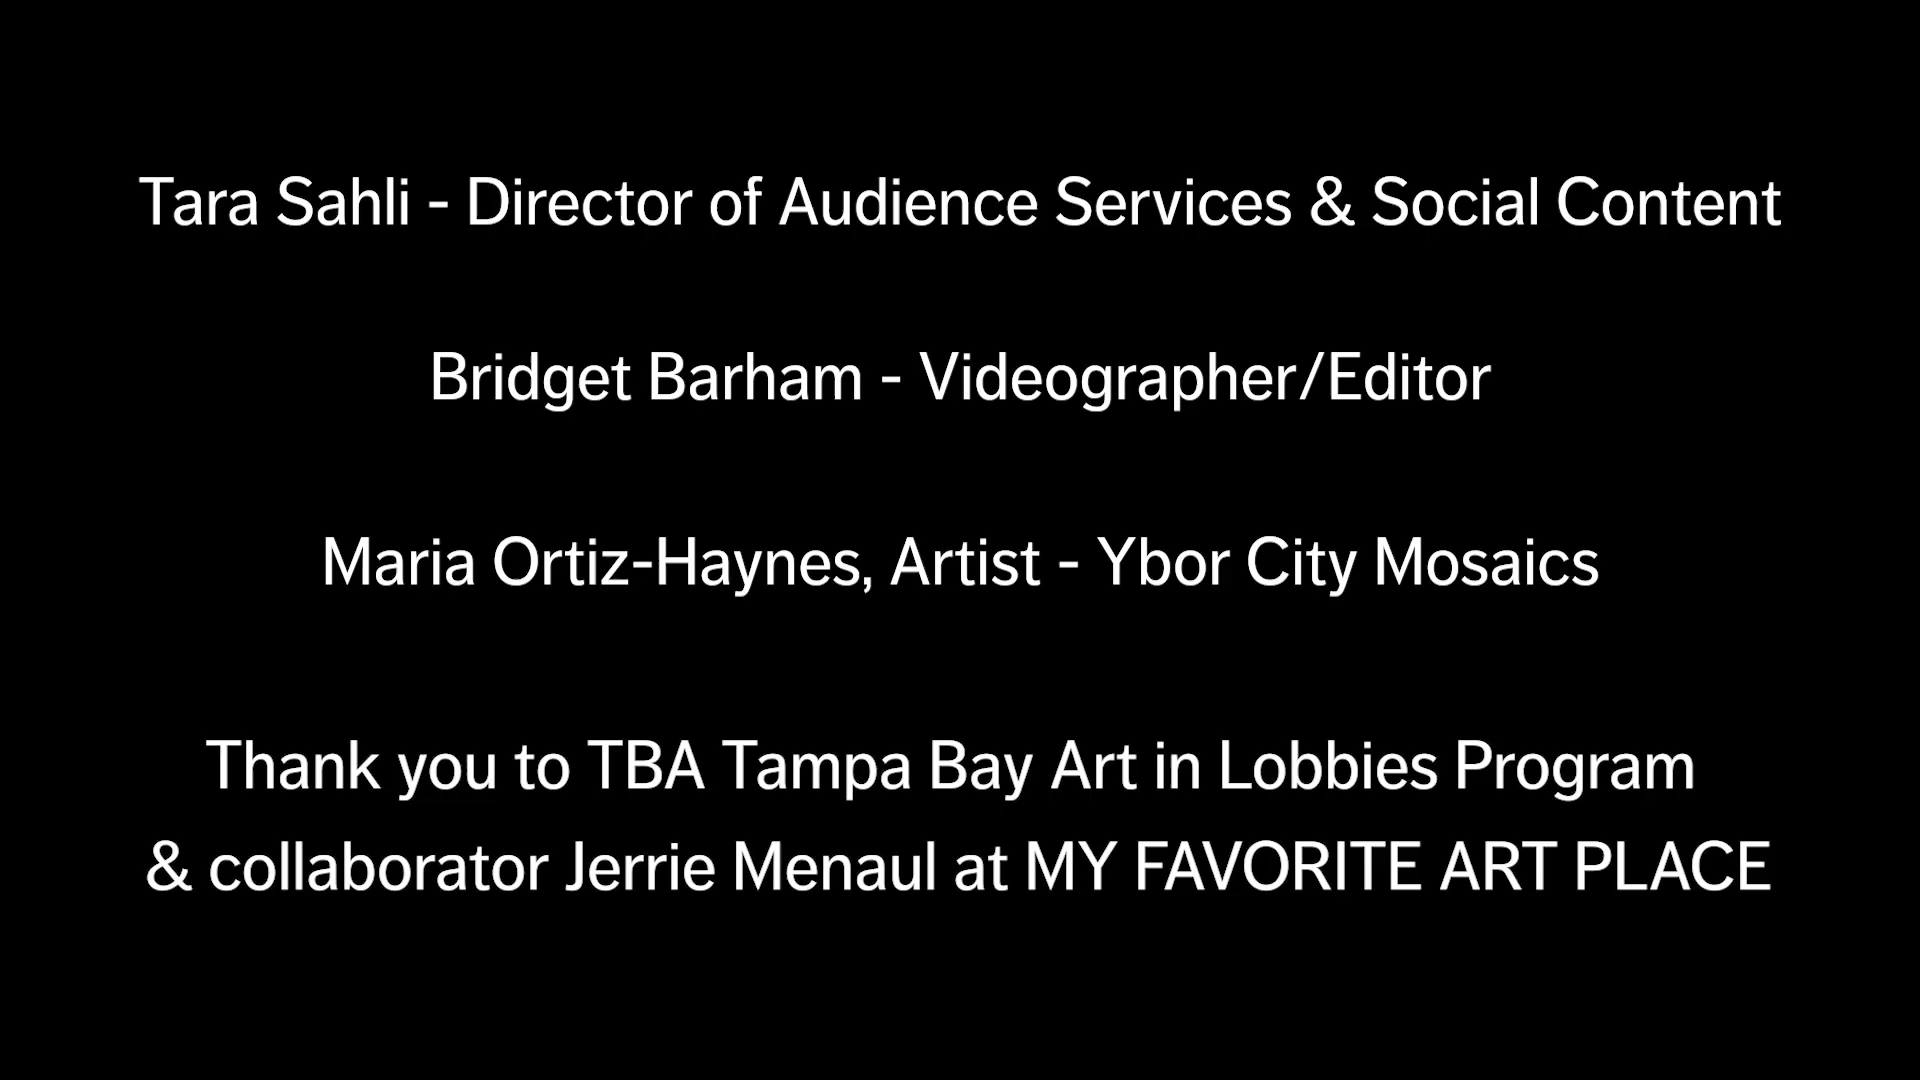 Tara Sahli - Director of Audience Services & Social Content
Bridget Barham - Videographer/Editor
Maria Ortiz-Haynes, Artist - Ybor City Mosaics
Thank you to TBA Tampa Bay Art in Lobbies Program
& collaborator Jerrie Menaul at MY FAVORITE ART PLACE